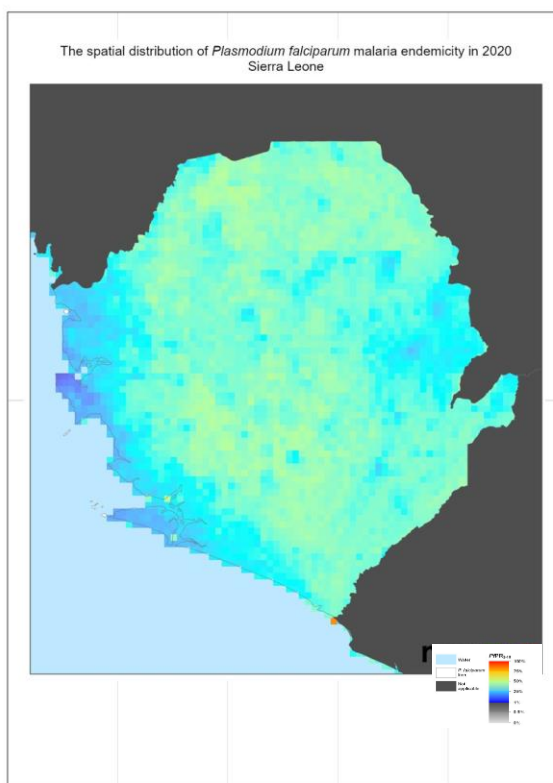 The spatial distribution of Plasmodium falciparum malaria endemicity in 2020
Sierra Leone
Water
P. falciparum
free
Not
applicable
100%
75%
50%
25%
1%
0%